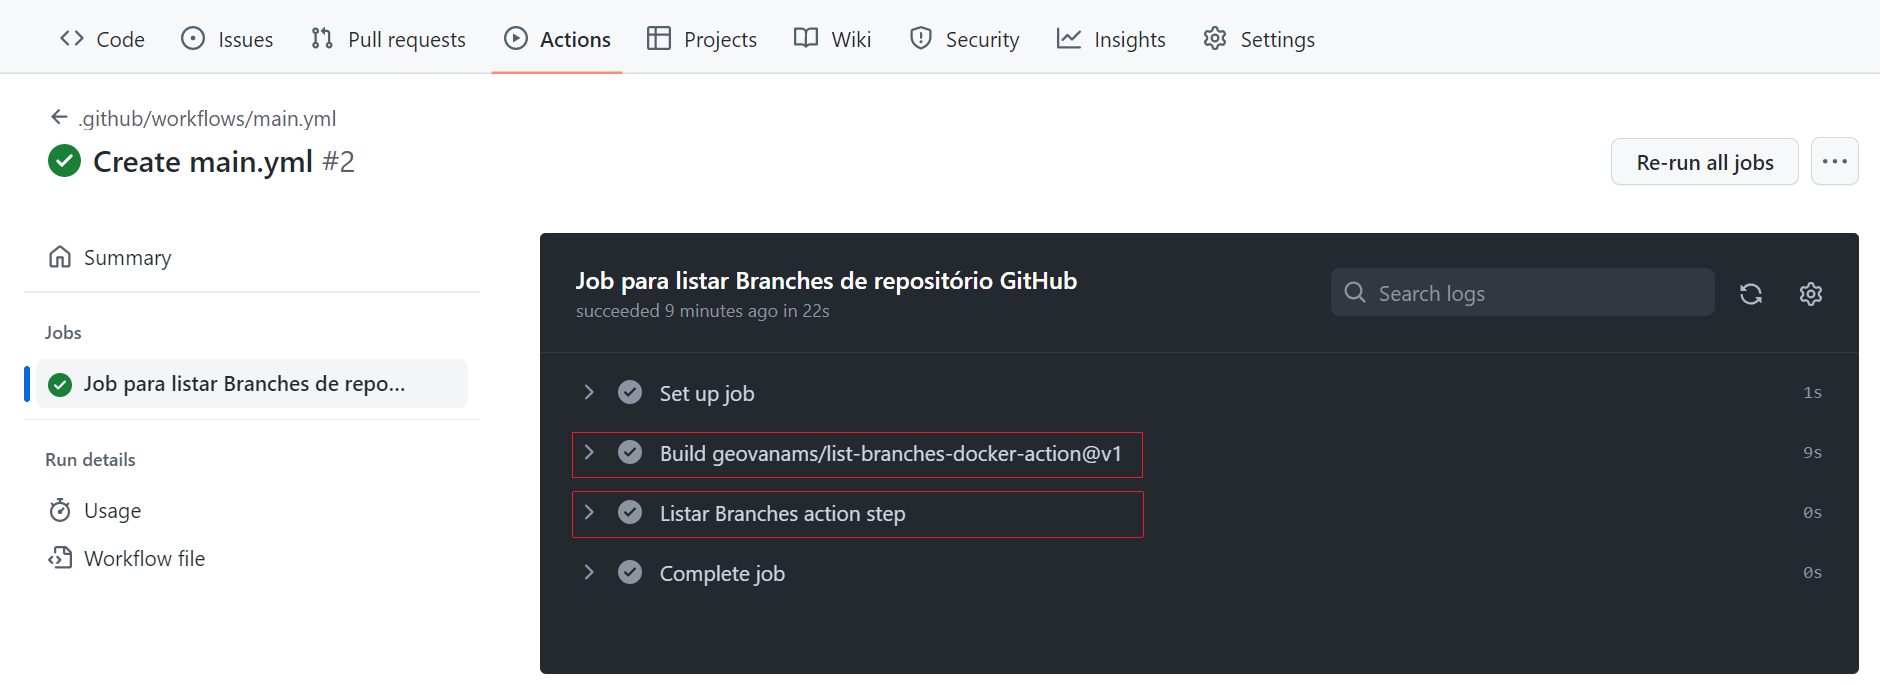 Code Issues Pull requests Actions Projects Wiki Security Insights Settings
.github/workflows/main.yml
Create main.yml #2
Re-run all jobs
Summary
Jobs
Job para listar Branches de repo...
Run details
Usage
Workflow file
Job para listar Branches de repositório GitHub
succeeded 9 minutes ago in 22s
Search logs
Set up job 1s
Build geovanams/list-branches-docker-action@v1 9s
Listar Branches action step 0s
Complete job 0s